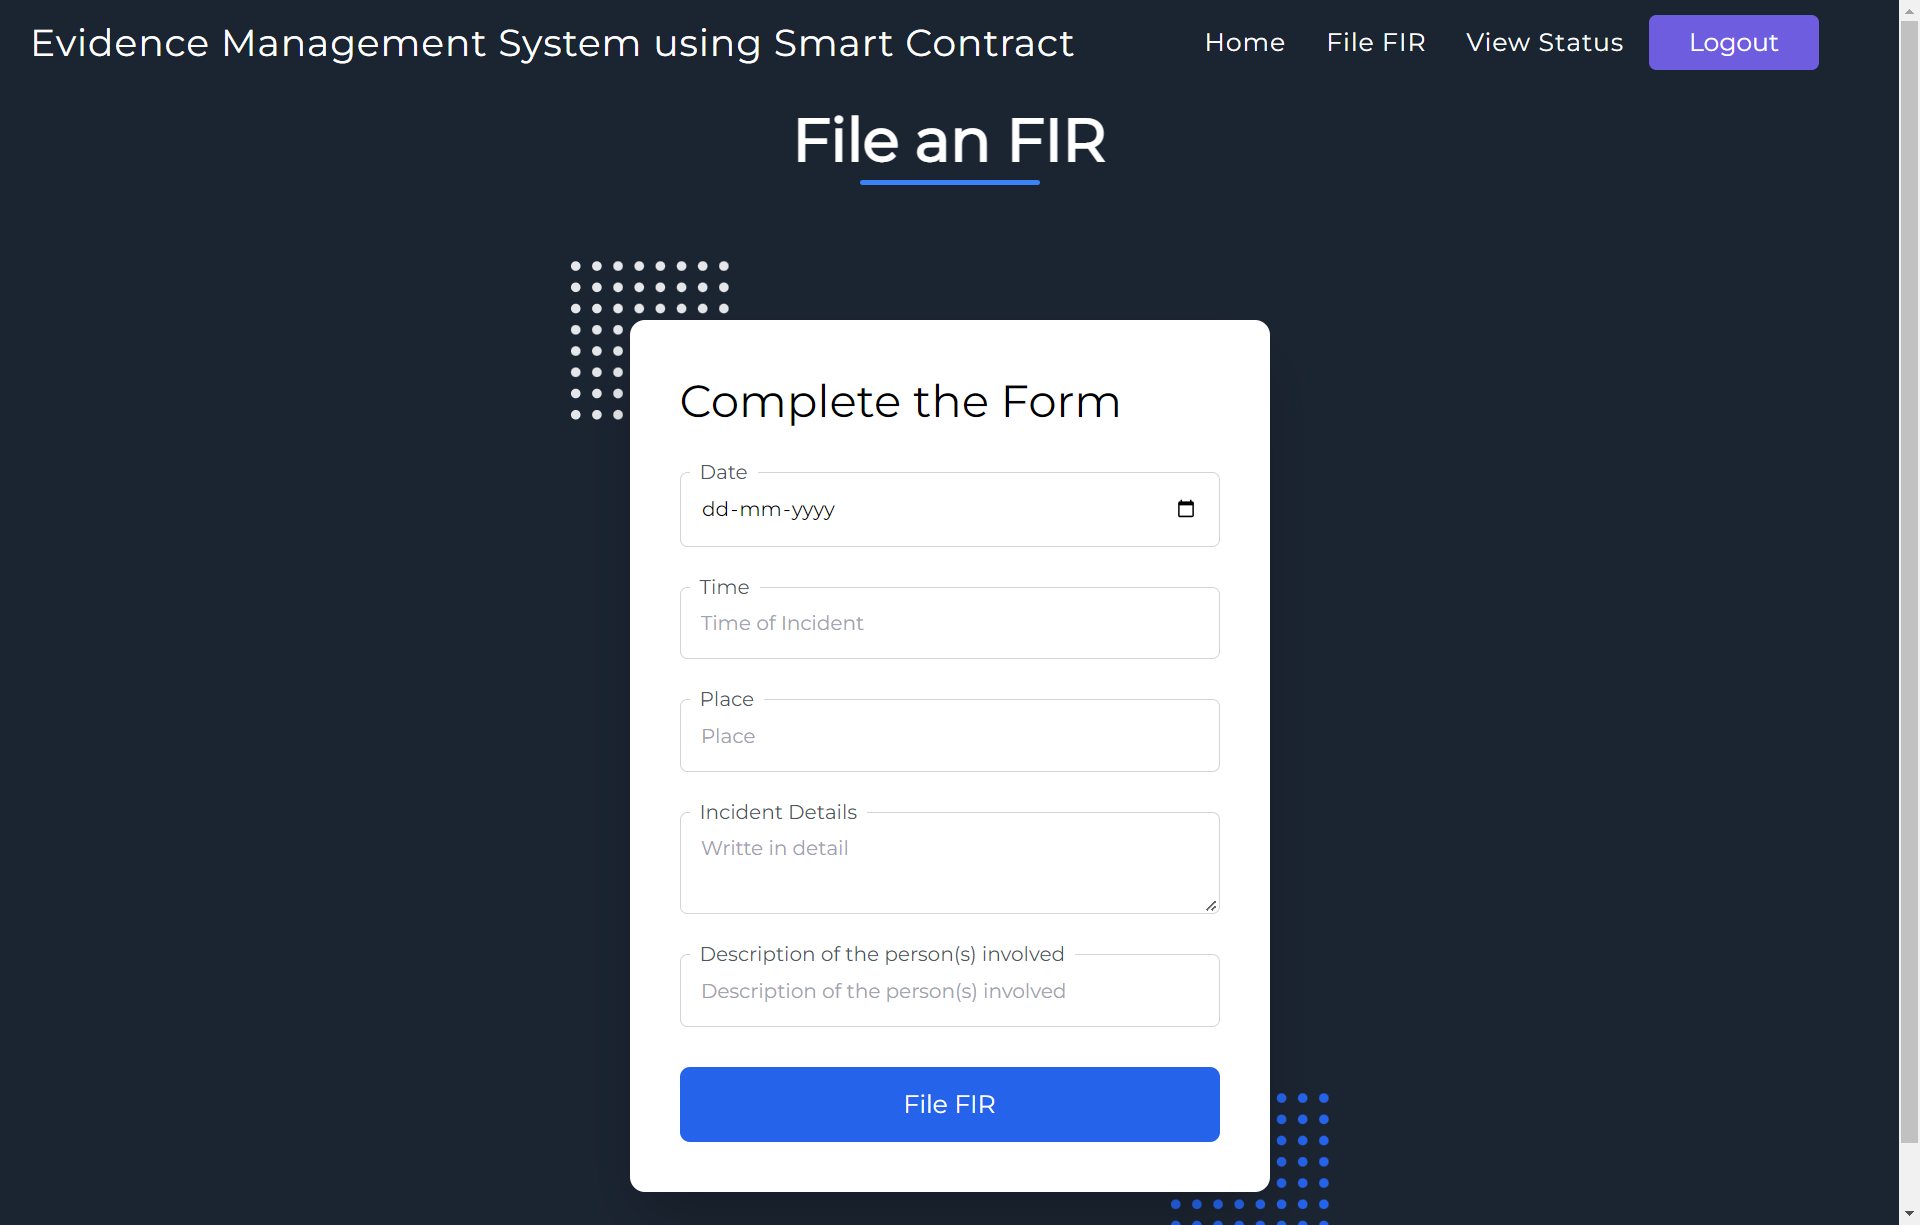 Evidence Management System using Smart Contract
Home
File FIR
View Status
Logout
File an FIR
Complete the Form
Date
dd-mm-yyyy
Time
Time of Incident
Place
Place
Incident Details
Writte in detail
Description of the person(s) involved
Description of the person(s) involved
File FIR